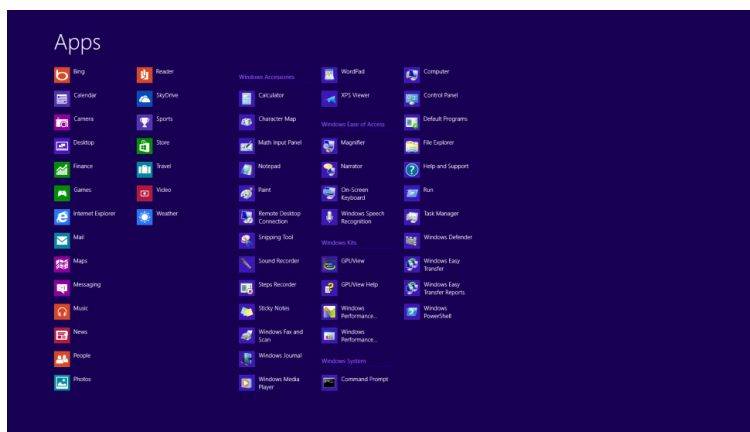 Apps
Bing
Calendar
Camera
Desktop
Finance
Games
Internet Explorer
Mail
Maps
Messaging
Music
News
People
Photos
Reader
SkyDrive
Sports
Store
Travel
Video
Weather
Windows Accessories
Calculator
Character Map
Math Input Panel
Notepad
Paint
Remote Desktop
Connection
Snipping Tool
Sound Recorder
Steps Recorder
Sticky Notes
Windows Fax and
Scan
Windows Journal
Windows Media
Player
WordPad
XPS Viewer
Windows Ease of Access
Magnifier
Narrator
On-Screen
Keyboard
Windows Speech
Recognition
Windows Kits
GPUView
GPUView Help
Windows
Performance...
Windows
Performance...
Windows System
Command Prompt
Computer
Control Panel
Default Programs
File Explorer
Help and Support
Run
Task Manager
Windows Defender
Windows Easy
Transfer
Windows Easy
Transfer Reports
Windows
PowerShell